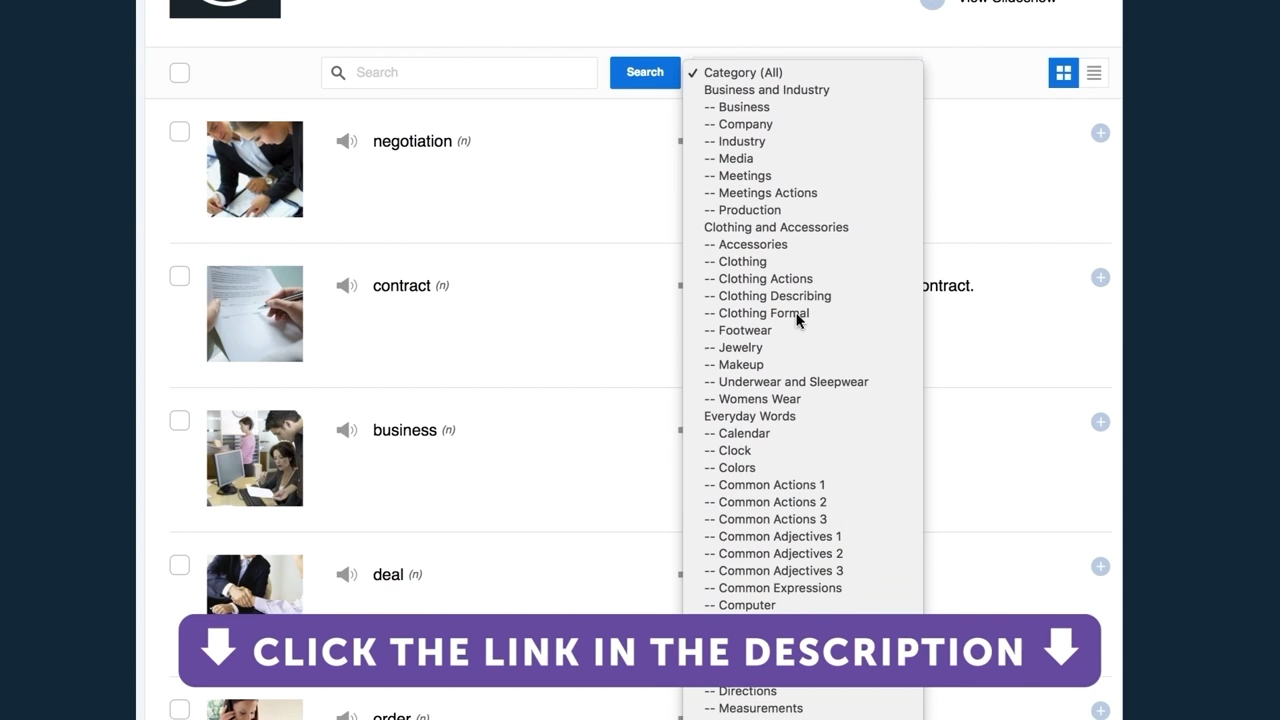 View Slideshow
Search
Search
✓ Category (All)
Business and Industry
-- Business
-- Company
-- Industry
-- Media
-- Meetings
-- Meetings Actions
-- Production
Clothing and Accessories
-- Accessories
-- Clothing
-- Clothing Actions
-- Clothing Describing
-- Clothing Formal
-- Footwear
-- Jewelry
-- Makeup
-- Underwear and Sleepwear
-- Womens Wear
Everyday Words
-- Calendar
-- Clock
-- Colors
-- Common Actions 1
-- Common Actions 2
-- Common Actions 3
-- Common Adjectives 1
-- Common Adjectives 2
-- Common Adjectives 3
-- Common Expressions
-- Computer
-- Directions
-- Measurements
negotiation (n)
contract (n)
ontract.
business (n)
deal (n)
CLICK THE LINK IN THE DESCRIPTION
order (n)